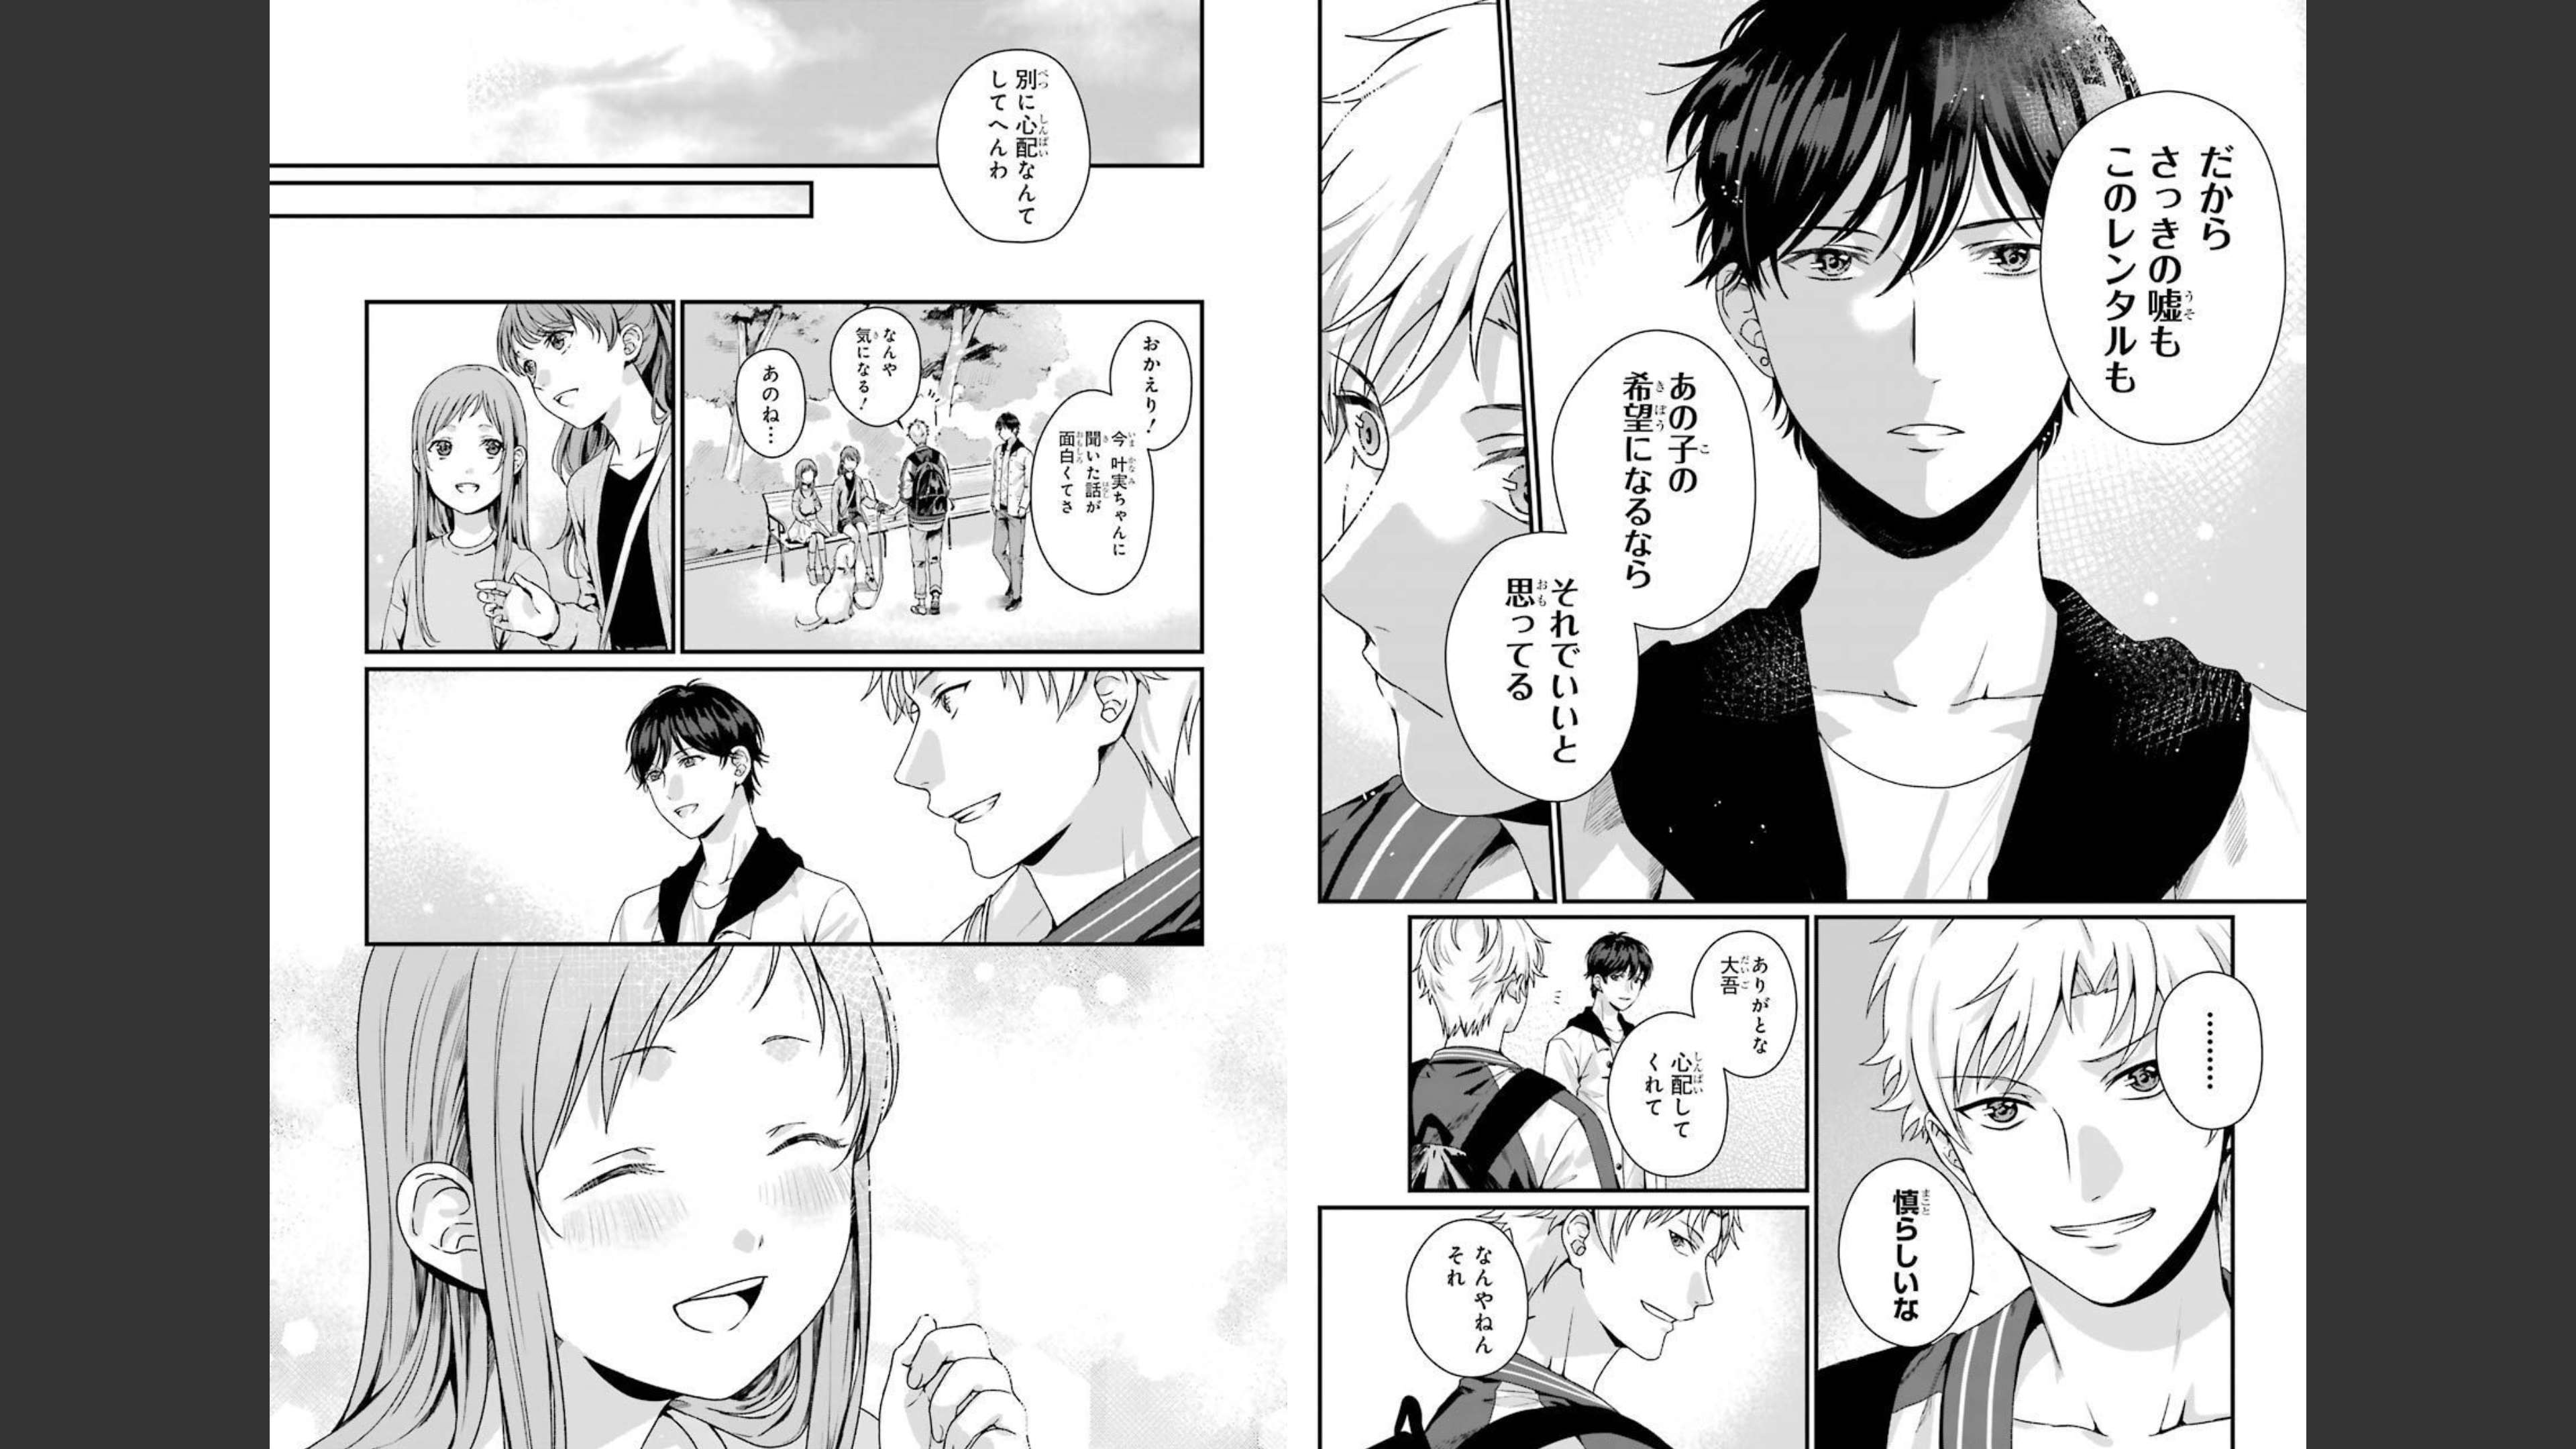 だから
さっきの嘘も
このレンタルも
あの子の
希望になるなら
それでいいと
思ってる
………
慎らしいな
ありがとな
大吾
心配して
くれて
なんやねん
それ
別に心配なんて
してへんわ
おかえり！
今 叶実ちゃんに
聞いた話が
面白くてさ
なんや
気になる！
あのね…